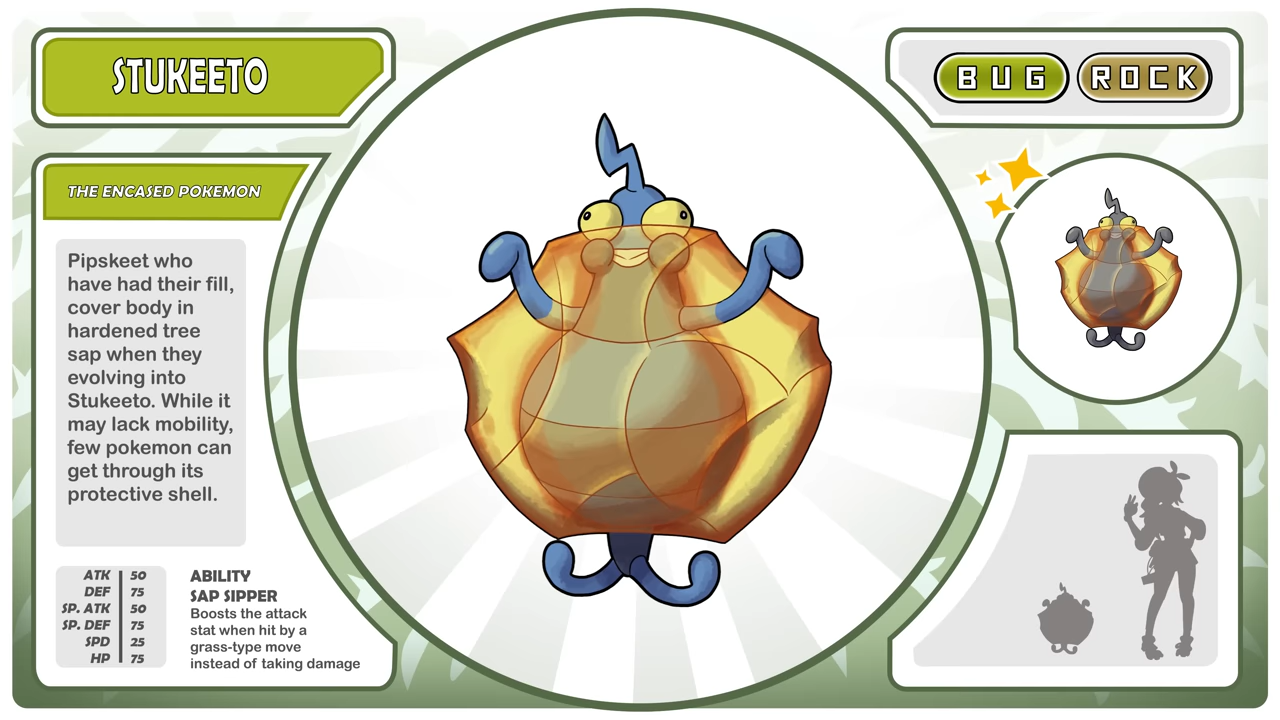 STUKEETO
BUG
ROCK
THE ENCASED POKEMON
Pipskeet who
have had their fill,
cover body in
hardened tree
sap when they
evolving into
Stukeeto. While it
may lack mobility,
few pokemon can
get through its
protective shell.
ATK 50
DEF 75
SP. ATK 50
SP. DEF 75
SPD 25
HP 75
ABILITY
SAP SIPPER
Boosts the attack
stat when hit by a
grass-type move
instead of taking damage